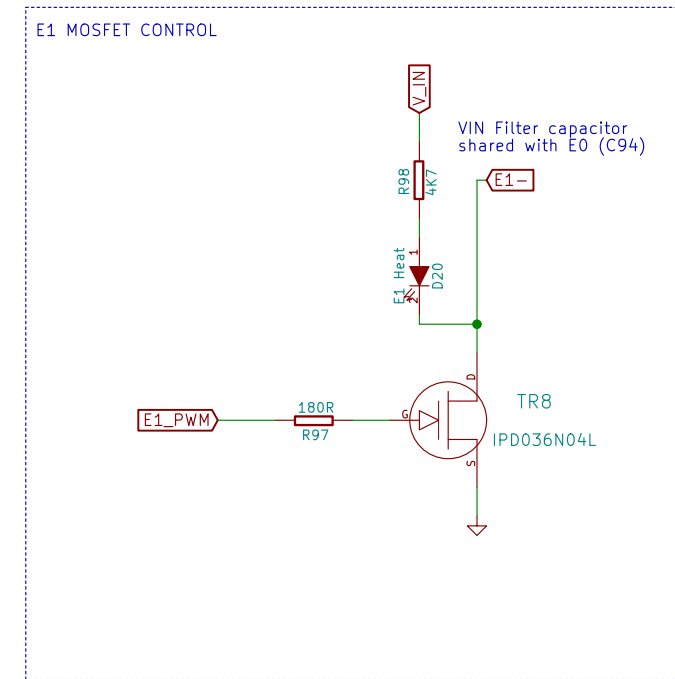 E1 MOSFET CONTROL
V_IN
VIN Filter capacitor
shared with E0 (C94)
R98
4K7
E1-
1
E1 Heat
D20
2
D
TR8
E1_PWM
180R
R97
G
IPD036N04L
S